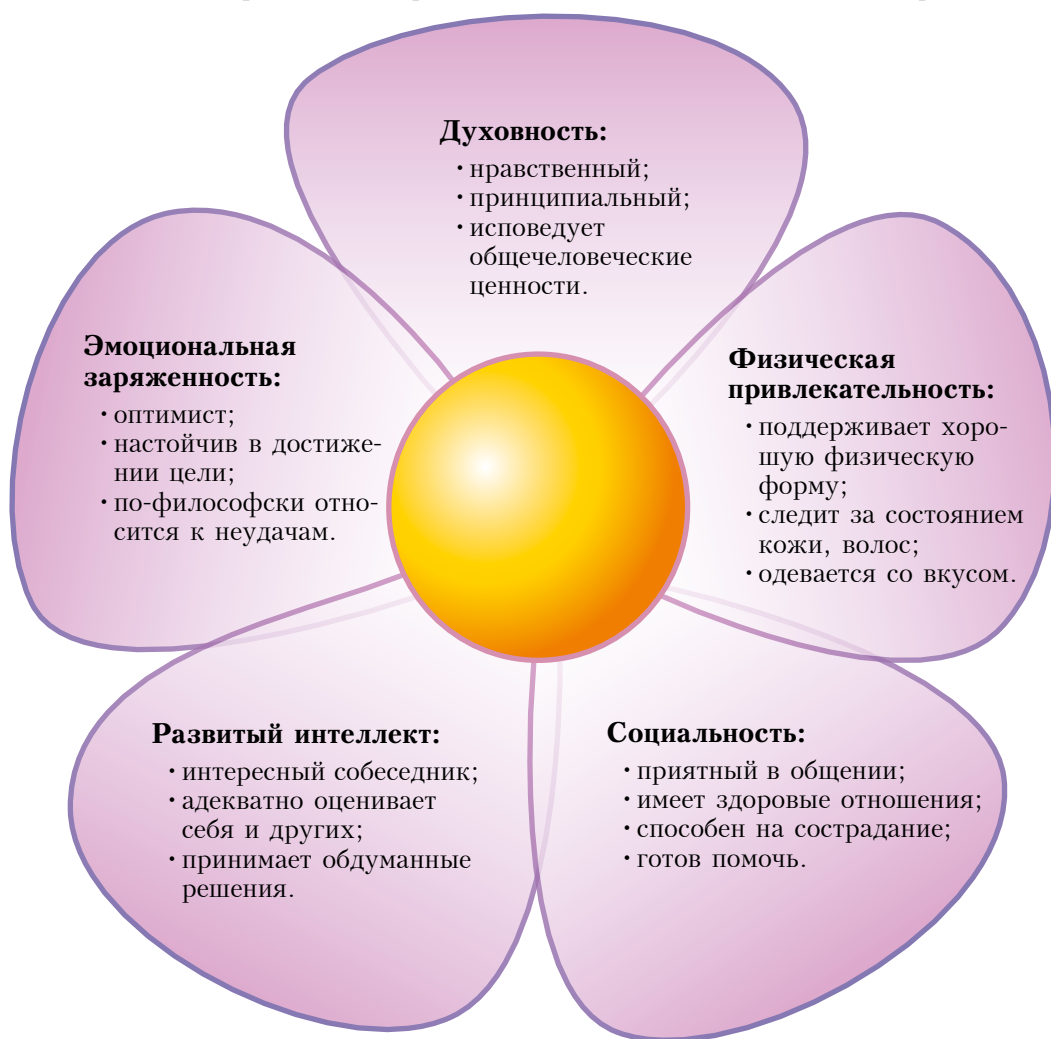 Духовность:
· нравственный;
· принципиальный;
· исповедует
общечеловеческие
ценности.
Эмоциональная
заряженность:
· оптимист;
· настойчив в достиже-
нии цели;
· по-философски отно-
сится к неудачам.
Физическая
привлекательность:
· поддерживает хоро-
шую физическую
форму;
· следит за состоянием
кожи, волос;
· одевается со вкусом.
Развитый интеллект:
· интересный собеседник;
· адекватно оценивает
себя и других;
· принимает обдуманные
решения.
Социальность:
· приятный в общении;
· имеет здоровые отношения;
· способен на сострадание;
· готов помочь.